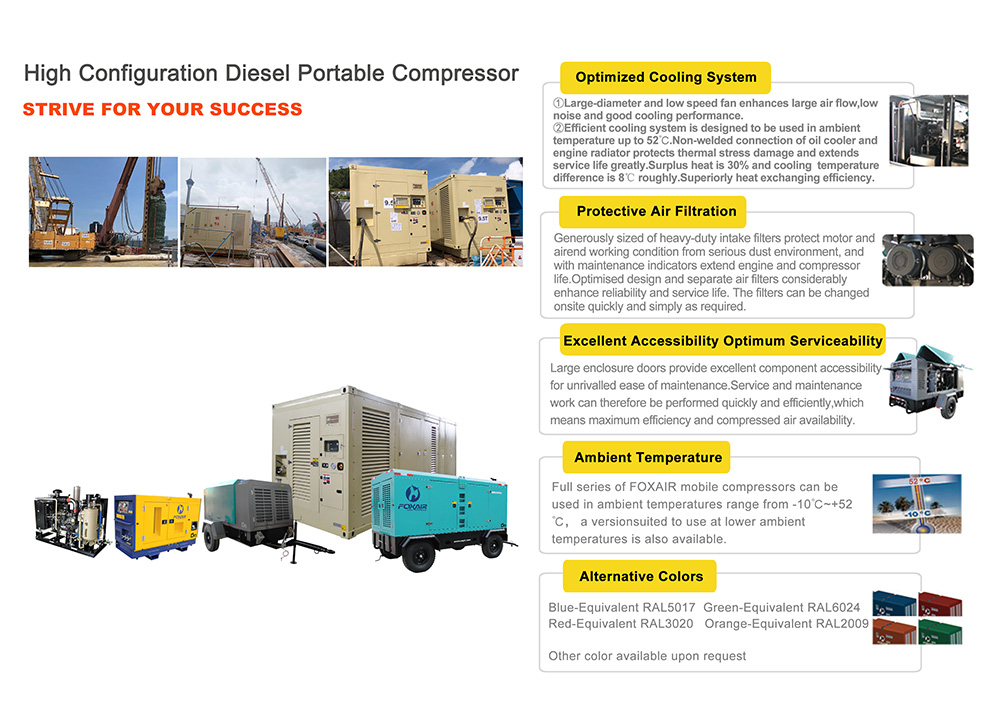 High Configuration Diesel Portable Compressor
STRIVE FOR YOUR SUCCESS
9.5
9.5T
FOXAIR
Optimized Cooling System
①Large-diameter and low speed fan enhances large air flow,low
noise and good cooling performance.
②Efficient cooling system is designed to be used in ambient
temperature up to 52℃.Non-welded connection of oil cooler and
engine radiator protects thermal stress damage and extends
service life greatly.Surplus heat is 30% and cooling temperature
difference is 8℃ roughly.Superiorly heat exchanging efficiency.
Protective Air Filtration
Generously sized of heavy-duty intake filters protect motor and
airend working condition from serious dust environment, and
with maintenance indicators extend engine and compressor
life.Optimised design and separate air filters considerably
enhance reliability and service life. The filters can be changed
onsite quickly and simply as required.
Excellent Accessibility Optimum Serviceability
Large enclosure doors provide excellent component accessibility
for unrivalled ease of maintenance.Service and maintenance
work can therefore be performed quickly and efficiently,which
means maximum efficiency and compressed air availability.
Ambient Temperature
Full series of FOXAIR mobile compressors can be
used in ambient temperatures range from -10℃~+52
℃, a versionsuited to use at lower ambient
temperatures is also available.
52°C
-10°C
Alternative Colors
Blue-Equivalent RAL5017 Green-Equivalent RAL6024
Red-Equivalent RAL3020 Orange-Equivalent RAL2009
Other color available upon request